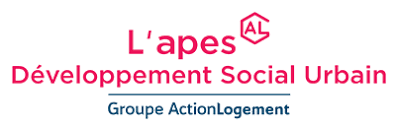 L'apes AL
Développement Social Urbain
Groupe ActionLogement